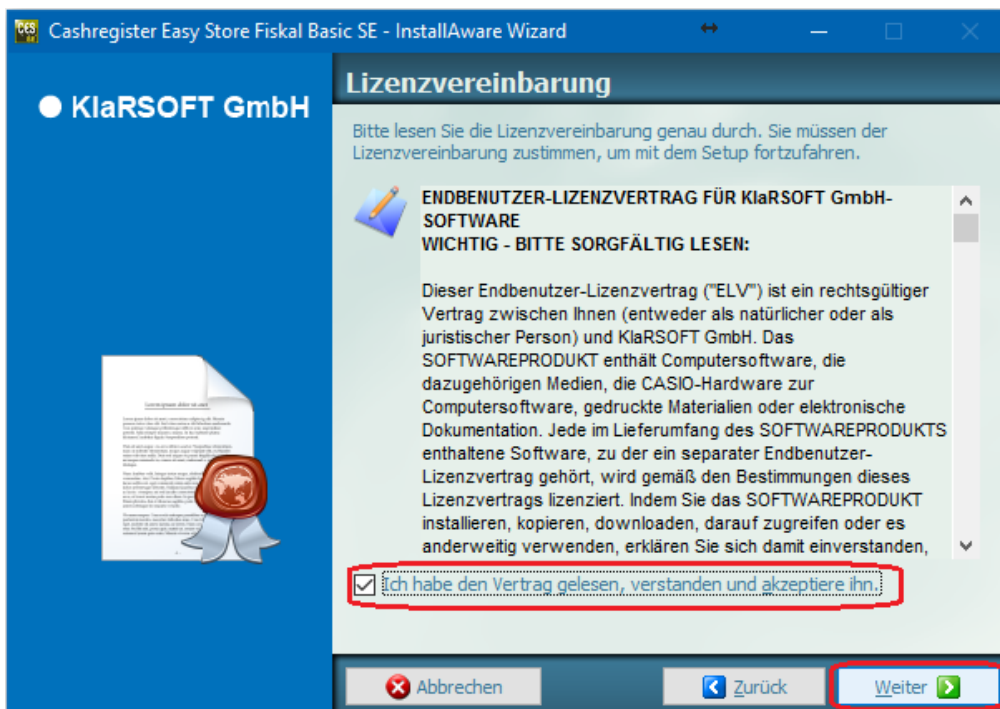 Cashregister Easy Store Fiskal Basic SE - InstallAware Wizard
KlaRSOFT GmbH
Lizenzvereinbarung
Bitte lesen Sie die Lizenzvereinbarung genau durch. Sie müssen der
Lizenzvereinbarung zustimmen, um mit dem Setup fortzufahren.
ENDBENUTZER-LIZENZVERTRAG FÜR KlaRSOFT GmbH-
SOFTWARE
WICHTIG - BITTE SORGFÄLTIG LESEN:
Dieser Endbenutzer-Lizenzvertrag ("ELV") ist ein rechtsgültiger
Vertrag zwischen Ihnen (entweder als natürlicher oder als
juristischer Person) und KlaRSOFT GmbH. Das
SOFTWAREPRODUKT enthält Computersoftware, die
dazugehörigen Medien, die CASIO-Hardware zur
Computersoftware, gedruckte Materialien oder elektronische
Dokumentation. Jede im Lieferumfang des SOFTWAREPRODUKTS
enthaltene Software, zu der ein separater Endbenutzer-
Lizenzvertrag gehört, wird gemäß den Bestimmungen dieses
Lizenzvertrags lizenziert. Indem Sie das SOFTWAREPRODUKT
installieren, kopieren, downloaden, darauf zugreifen oder es
anderweitig verwenden, erklären Sie sich damit einverstanden,
Ich habe den Vertrag gelesen, verstanden und akzeptiere ihn.
Abbrechen
Zurück
Weiter